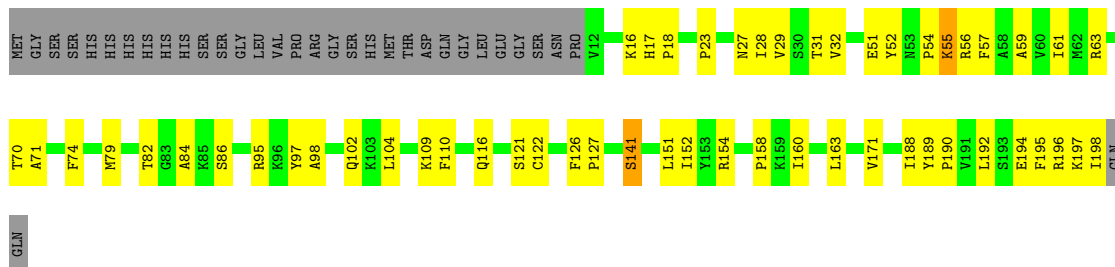 MET GLY SER SER HIS HIS HIS HIS HIS HIS SER SER GLY LEU VAL PRO ARG GLY SER HIS MET THR ASP GLN GLY LEU GLU GLY SER ASN PRO V12 K16 H17 P18 P23 N27 I28 V29 S30 T31 V32 E51 Y52 N53 P54 K55 R56 F57 A58 A59 V60 I61 M62 R63
T70 A71 F74 M79 T82 G83 A84 K85 S86 R95 K96 Y97 A98 Q102 K103 L104 K109 F110 Q116 S121 C122 F126 P127 S141 L151 I152 Y153 R154 P158 K159 I160 L163 V171 I188 Y189 P190 V191 L192 S193 E194 F195 R196 K197 I198 GLN
GLN